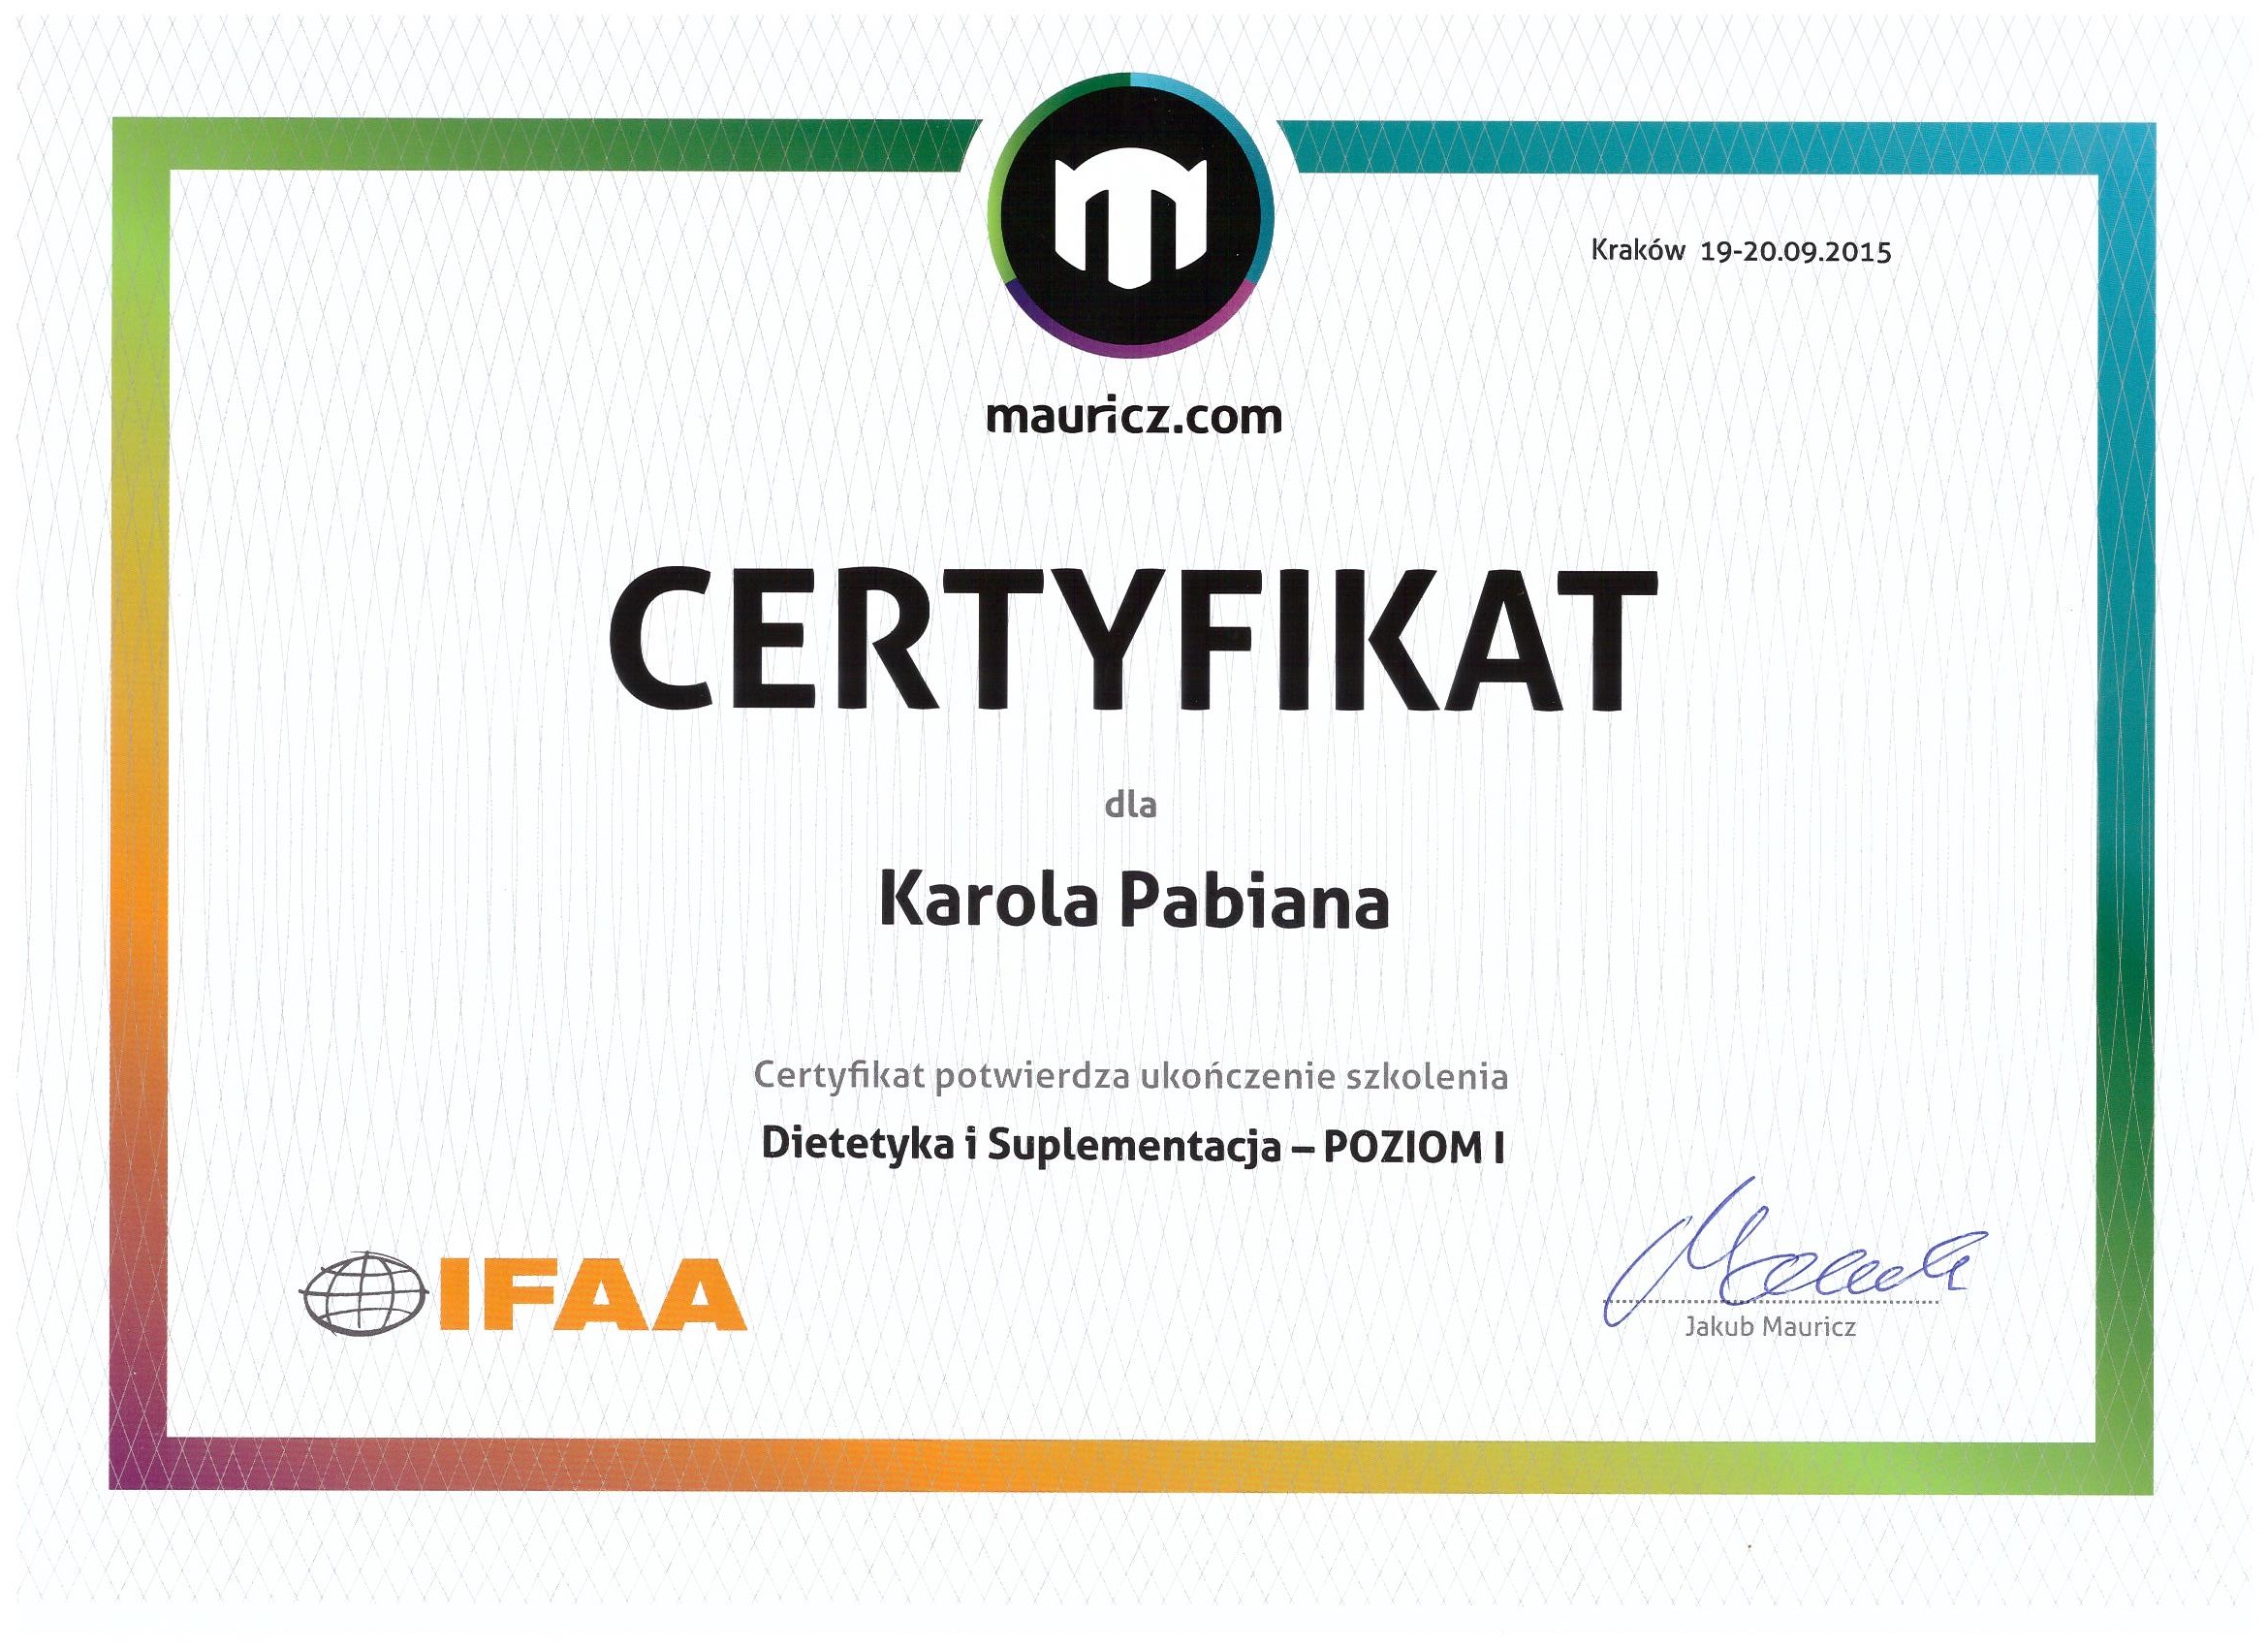 Kraków 19-20.09.2015
mauricz.com
CERTYFIKAT
dla
Karola Pabiana
Certyfikat potwierdza ukończenie szkolenia
Dietetyka i Suplementacja – POZIOM I
IFAA
Jakub Mauricz